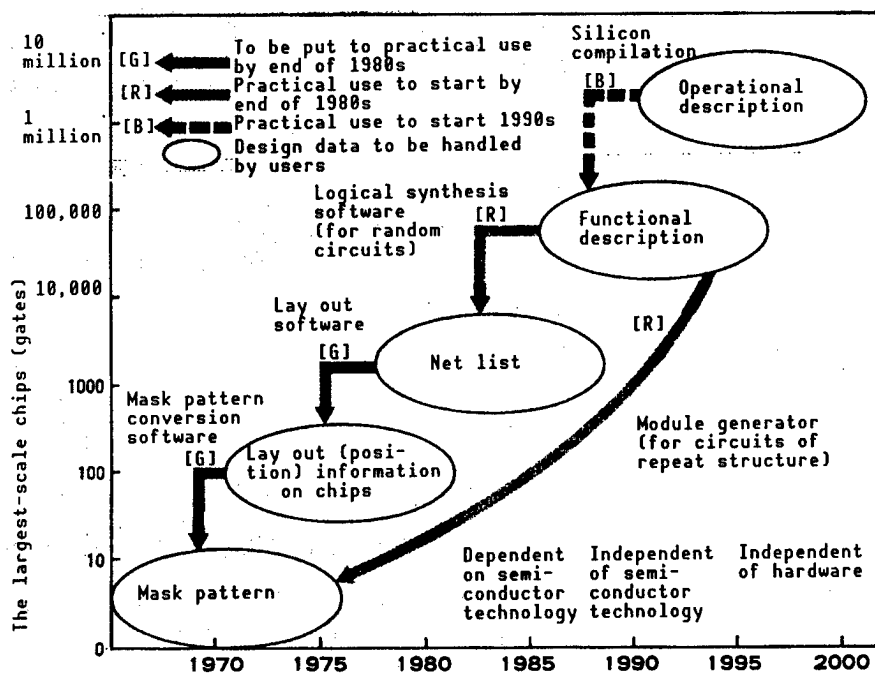 10
million
[G]
To be put to practical use
by end of 1980s
[R]
Practical use to start by
end of 1980s
1
million
[B]
Practical use to start 1990s
Design data to be handled
by users
Silicon
compilation
[B]
Operational
description
100,000
Logical synthesis
software
(for random
circuits)
[R]
Functional
description
10,000
Lay out
software
[G]
Net list
[R]
1000
Mask pattern
conversion
software
[G]
Lay out (posi-
tion) information
on chips
Module generator
(for circuits of
repeat structure)
100
10
Mask pattern
Dependent
on semi-
conductor
technology
Independent
of semi-
conductor
technology
Independent
of hardware
0
The largest-scale chips (gates)
1970 1975 1980 1985 1990 1995 2000